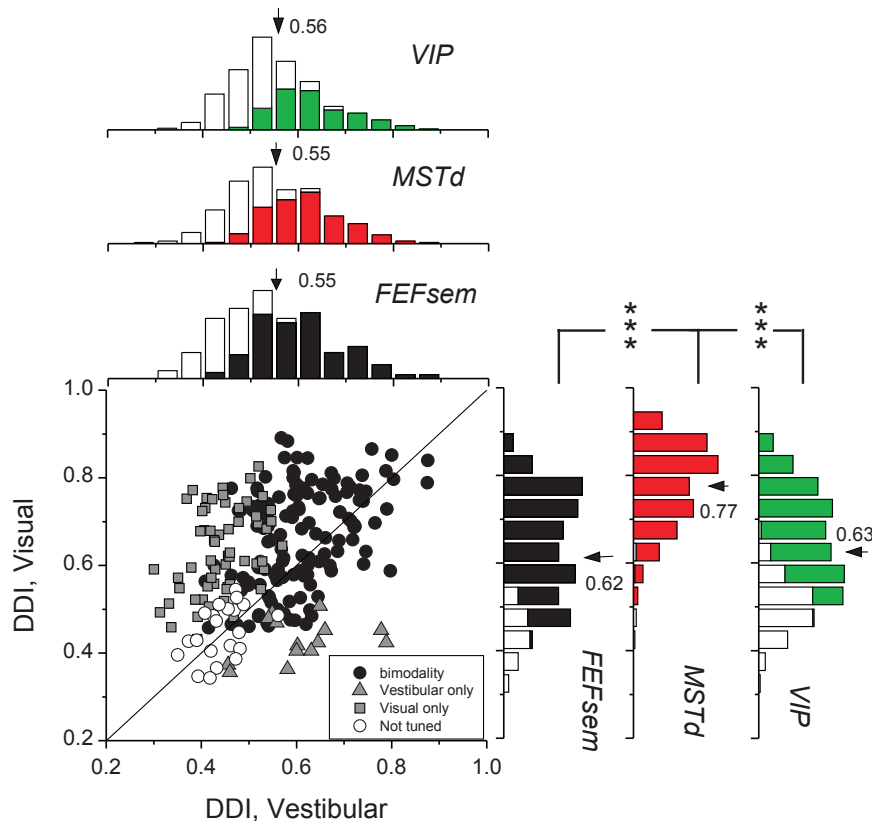 0.56
VIP
0.55
MSTd
0.55
FEFsem
***
***
1.0
0.8
0.6
0.4
0.2
DDI, Visual
bimodality
Vestibular only
Visual only
Not tuned
0.2
0.4
0.6
0.8
1.0
DDI, Vestibular
0.62
FEFsem
0.77
MSTd
0.63
VIP